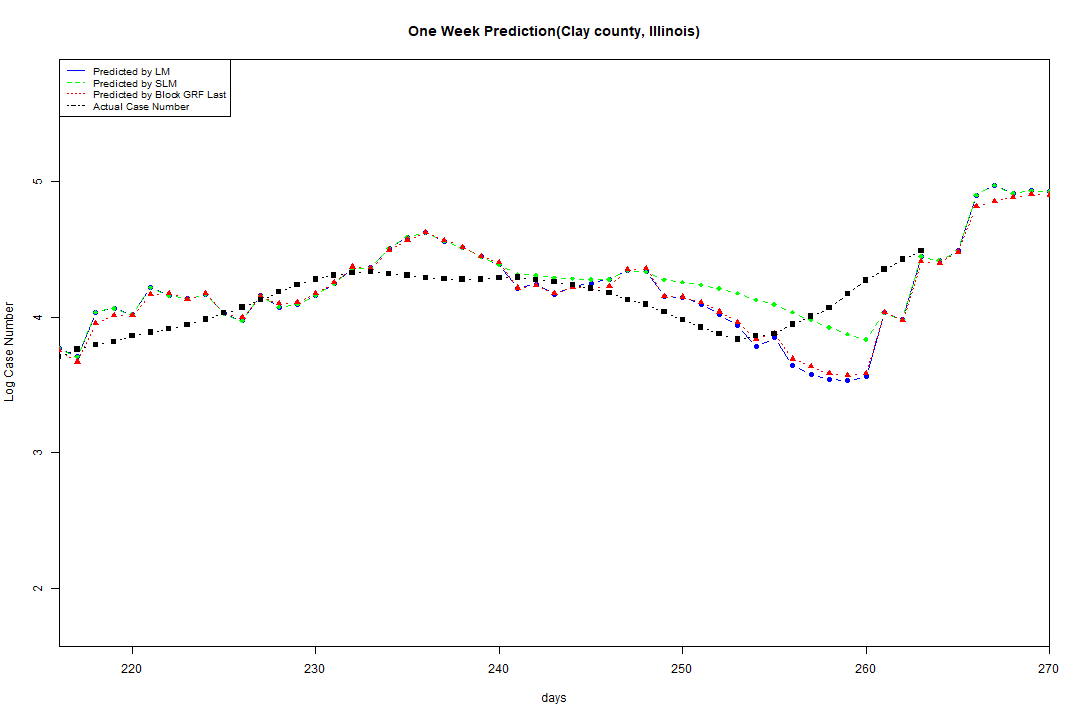 One Week Prediction(Clay county, Illinois)
Predicted by LM
Predicted by SLM
Predicted by Block GRF Last
Actual Case Number
5
4
3
2
Log Case Number
220 230 240 250 260 270
days